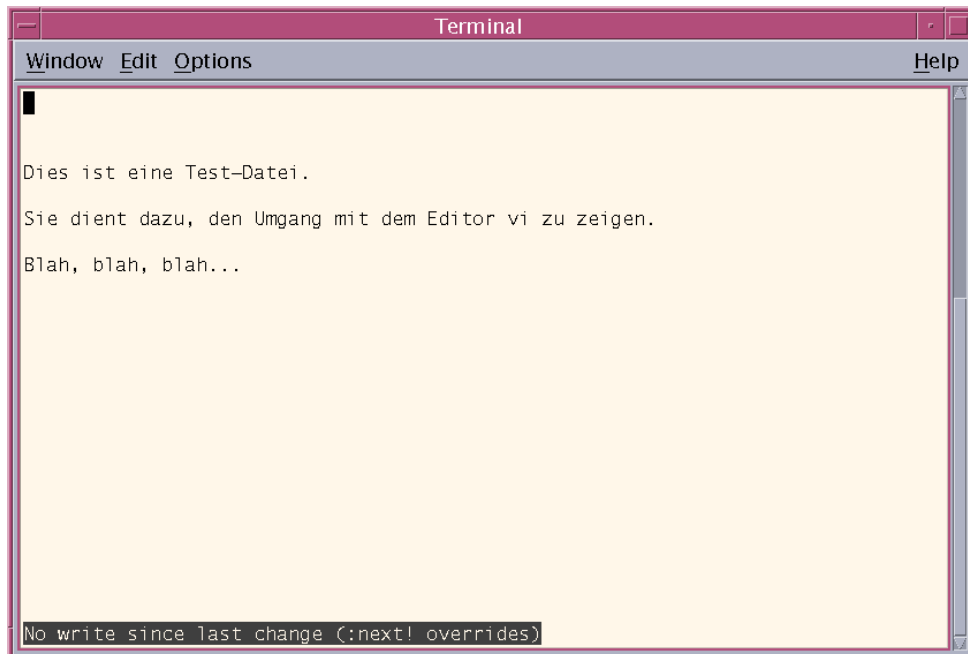 Terminal
Window Edit Options Help
Dies ist eine Test-Datei.
Sie dient dazu, den Umgang mit dem Editor vi zu zeigen.
Blah, blah, blah...
No write since last change (:next! overrides)